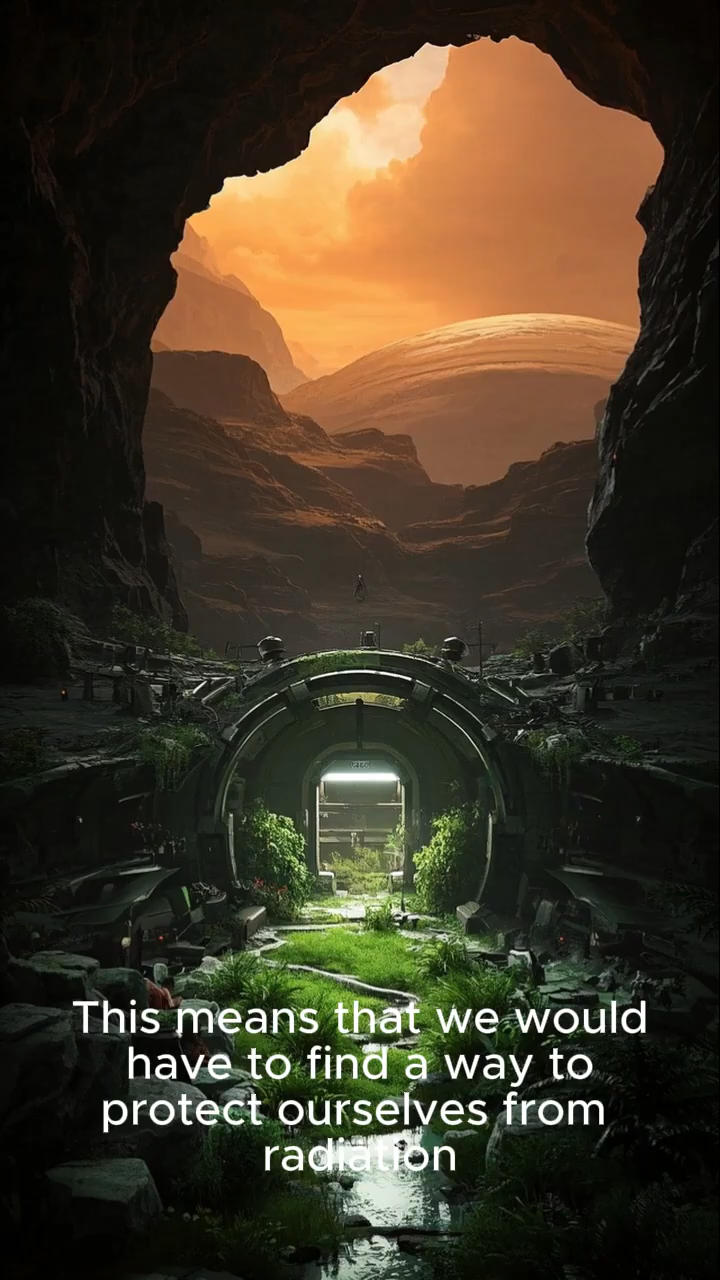 This means that we would
have to find a way to
protect ourselves from
radiation